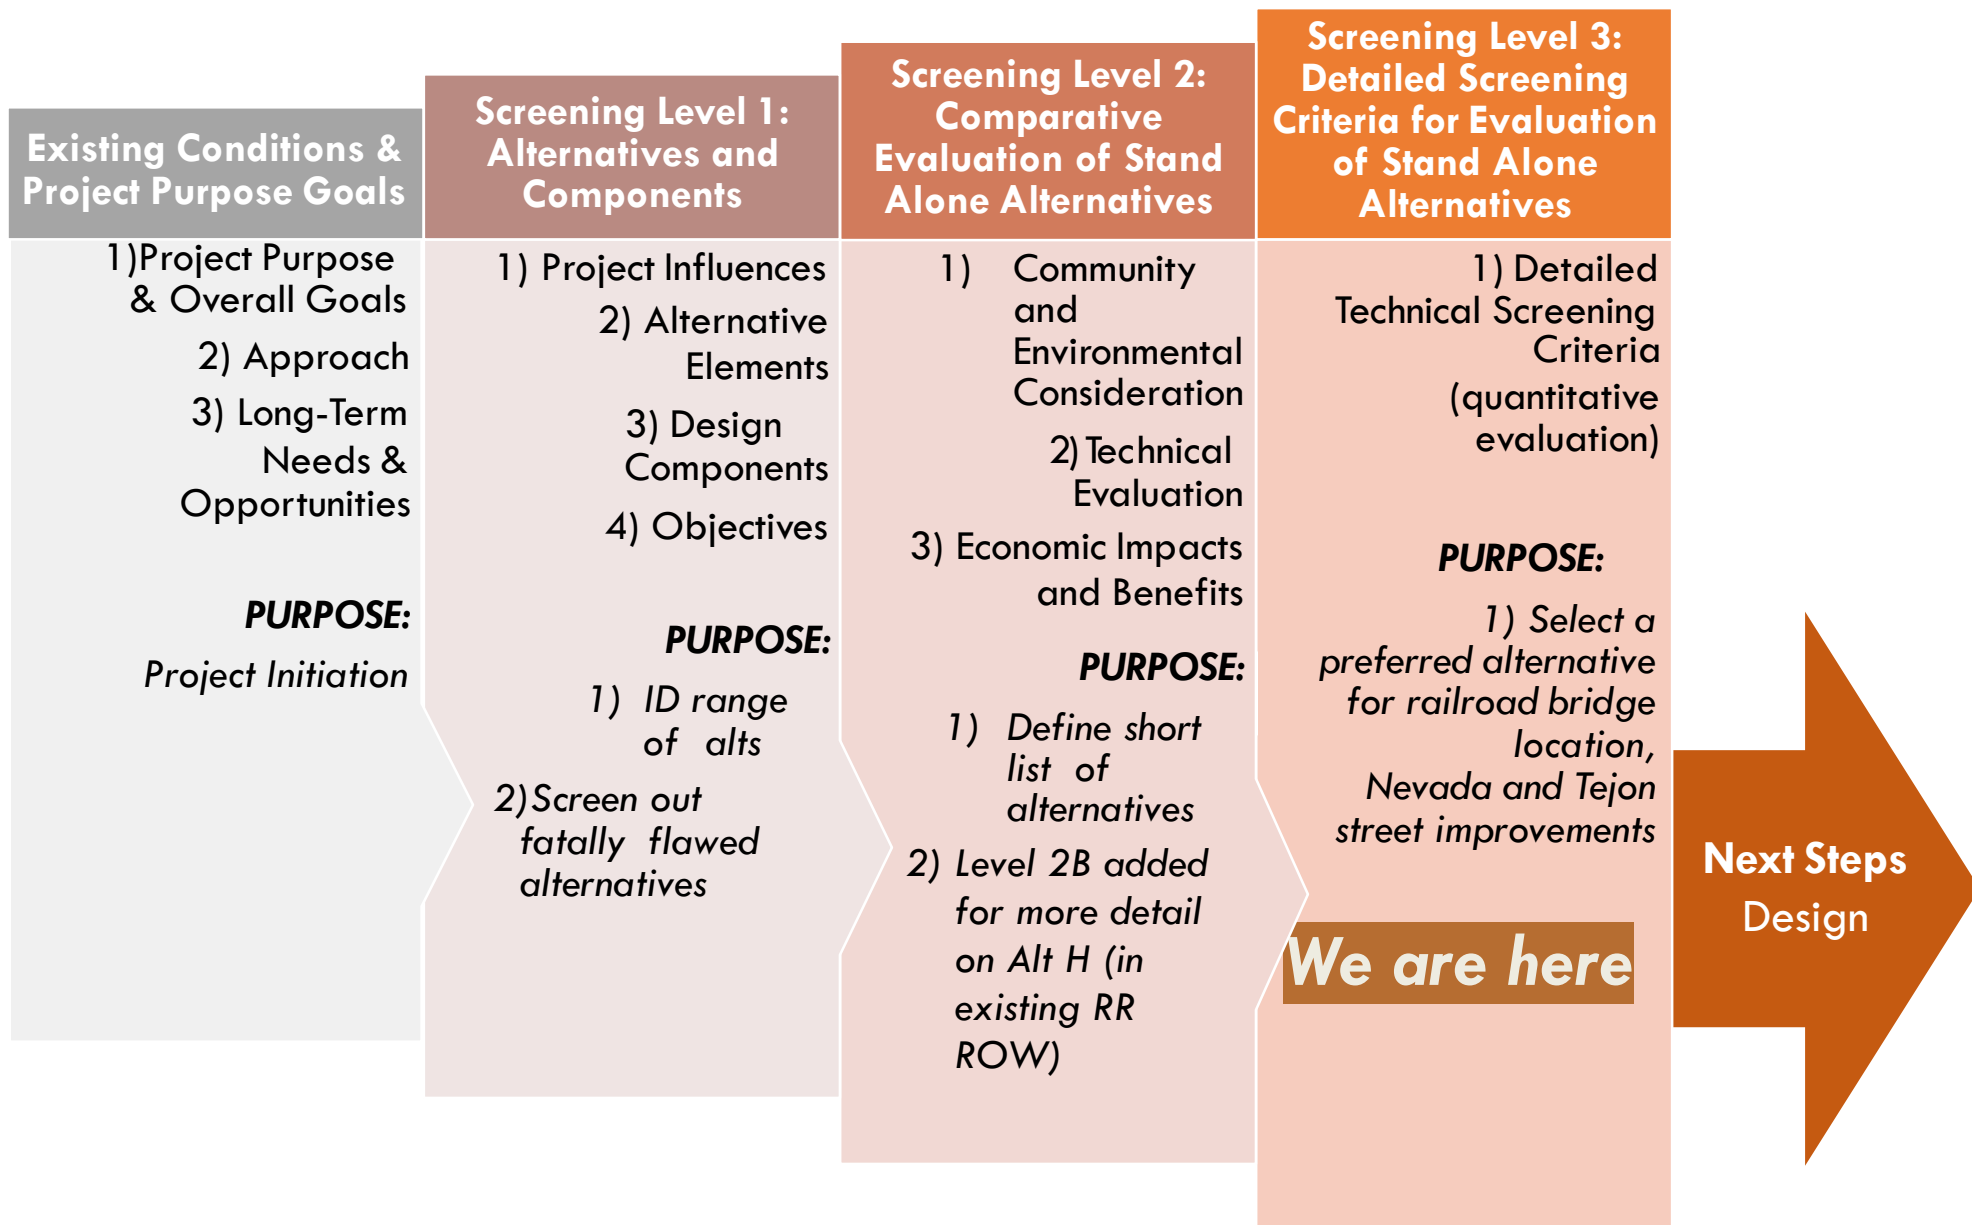 Existing Conditions &
Project Purpose Goals
1)Project Purpose
& Overall Goals
2) Approach
3) Long-Term
Needs &
Opportunities
PURPOSE:
Project Initiation
Screening Level 1:
Alternatives and
Components
1) Project Influences
2) Alternative
Elements
3) Design
Components
4) Objectives
PURPOSE:
1) ID range
of alts
2)Screen out
fatally flawed
alternatives
Screening Level 2:
Comparative
Evaluation of Stand
Alone Alternatives
1) Community
and
Environmental
Consideration
2)Technical
Evaluation
3) Economic Impacts
and Benefits
PURPOSE:
1) Define short
list of
alternatives
2) Level 2B added
for more detail
on Alt H (in
existing RR
ROW)
Screening Level 3:
Detailed Screening
Criteria for Evaluation
of Stand Alone
Alternatives
1) Detailed
Technical Screening
Criteria
(quantitative
evaluation)
PURPOSE:
1) Select a
preferred alternative
for railroad bridge
location,
Nevada and Tejon
street improvements
We are here
Next Steps
Design